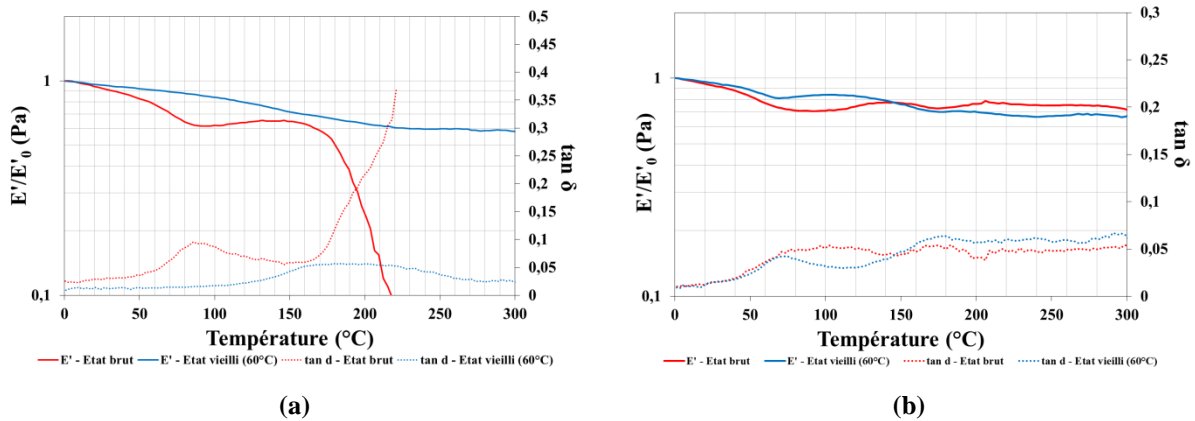 E'/E'₀ (Pa)
1
0,1
0 50 100 150 200 250 300
Température (°C)
0,5
0,45
0,4
0,35
0,3
0,25
0,2
0,15
0,1
0,05
0
tan δ
E' - Etat brut E' - Etat vieilli (60°C) tan d - Etat brut tan d - Etat vieilli (60°C)
(a)
E'/E'₀ (Pa)
1
0,1
0 50 100 150 200 250 300
Température (°C)
0,3
0,25
0,2
0,15
0,1
0,05
0
tan δ
E' - Etat brut E' - Etat vieilli (60°C) tan d - Etat brut tan d - Etat vieilli (60°C)
(b)